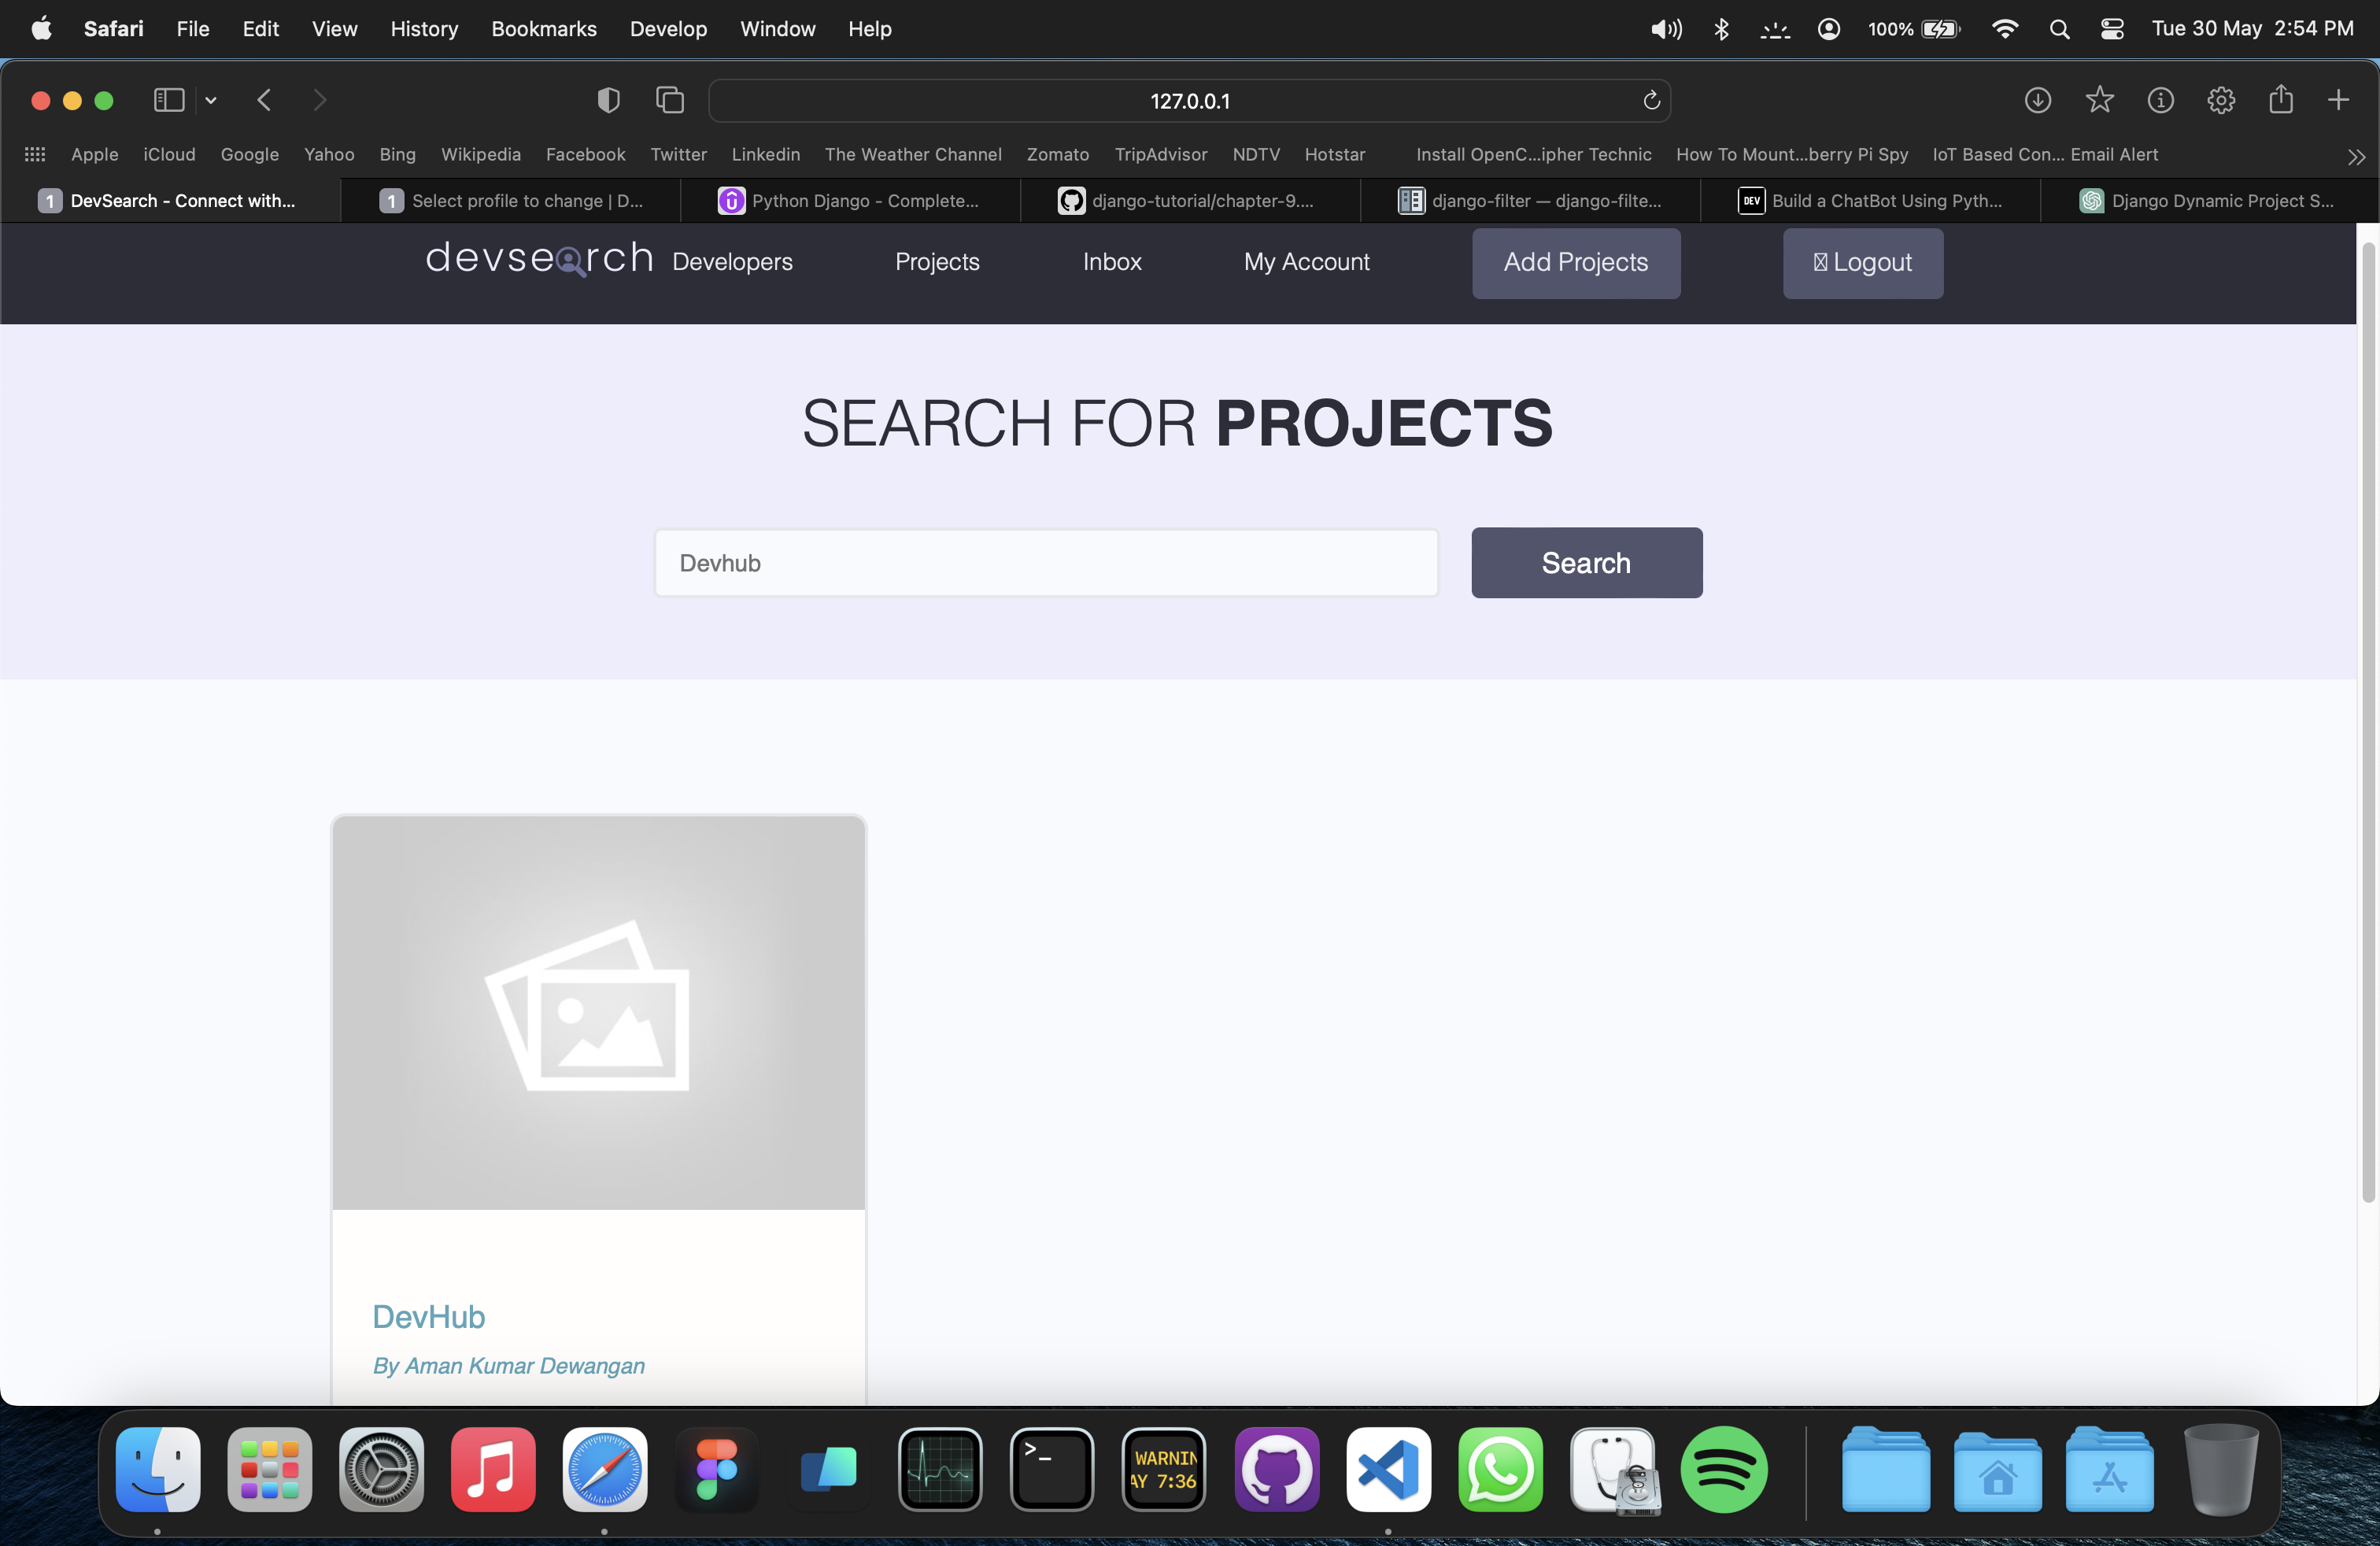 Safari File Edit View History Bookmarks Develop Window Help 100% Tue 30 May 2:54 PM
127.0.0.1
Apple iCloud Google Yahoo Bing Wikipedia Facebook Twitter Linkedin The Weather Channel Zomato TripAdvisor NDTV Hotstar Install OpenC...ipher Technic How To Mount...berry Pi Spy IoT Based Con... Email Alert
1 DevSearch - Connect with... 1 Select profile to change | D... Python Django - Complete... django-tutorial/chapter-9.... django-filter — django-filte... DEV Build a ChatBot Using Pyth... Django Dynamic Project S...
devsearch Developers Projects Inbox My Account Add Projects Logout
SEARCH FOR PROJECTS
Devhub Search
DevHub
By Aman Kumar Dewangan
>_ WARNIN
AY 7:36